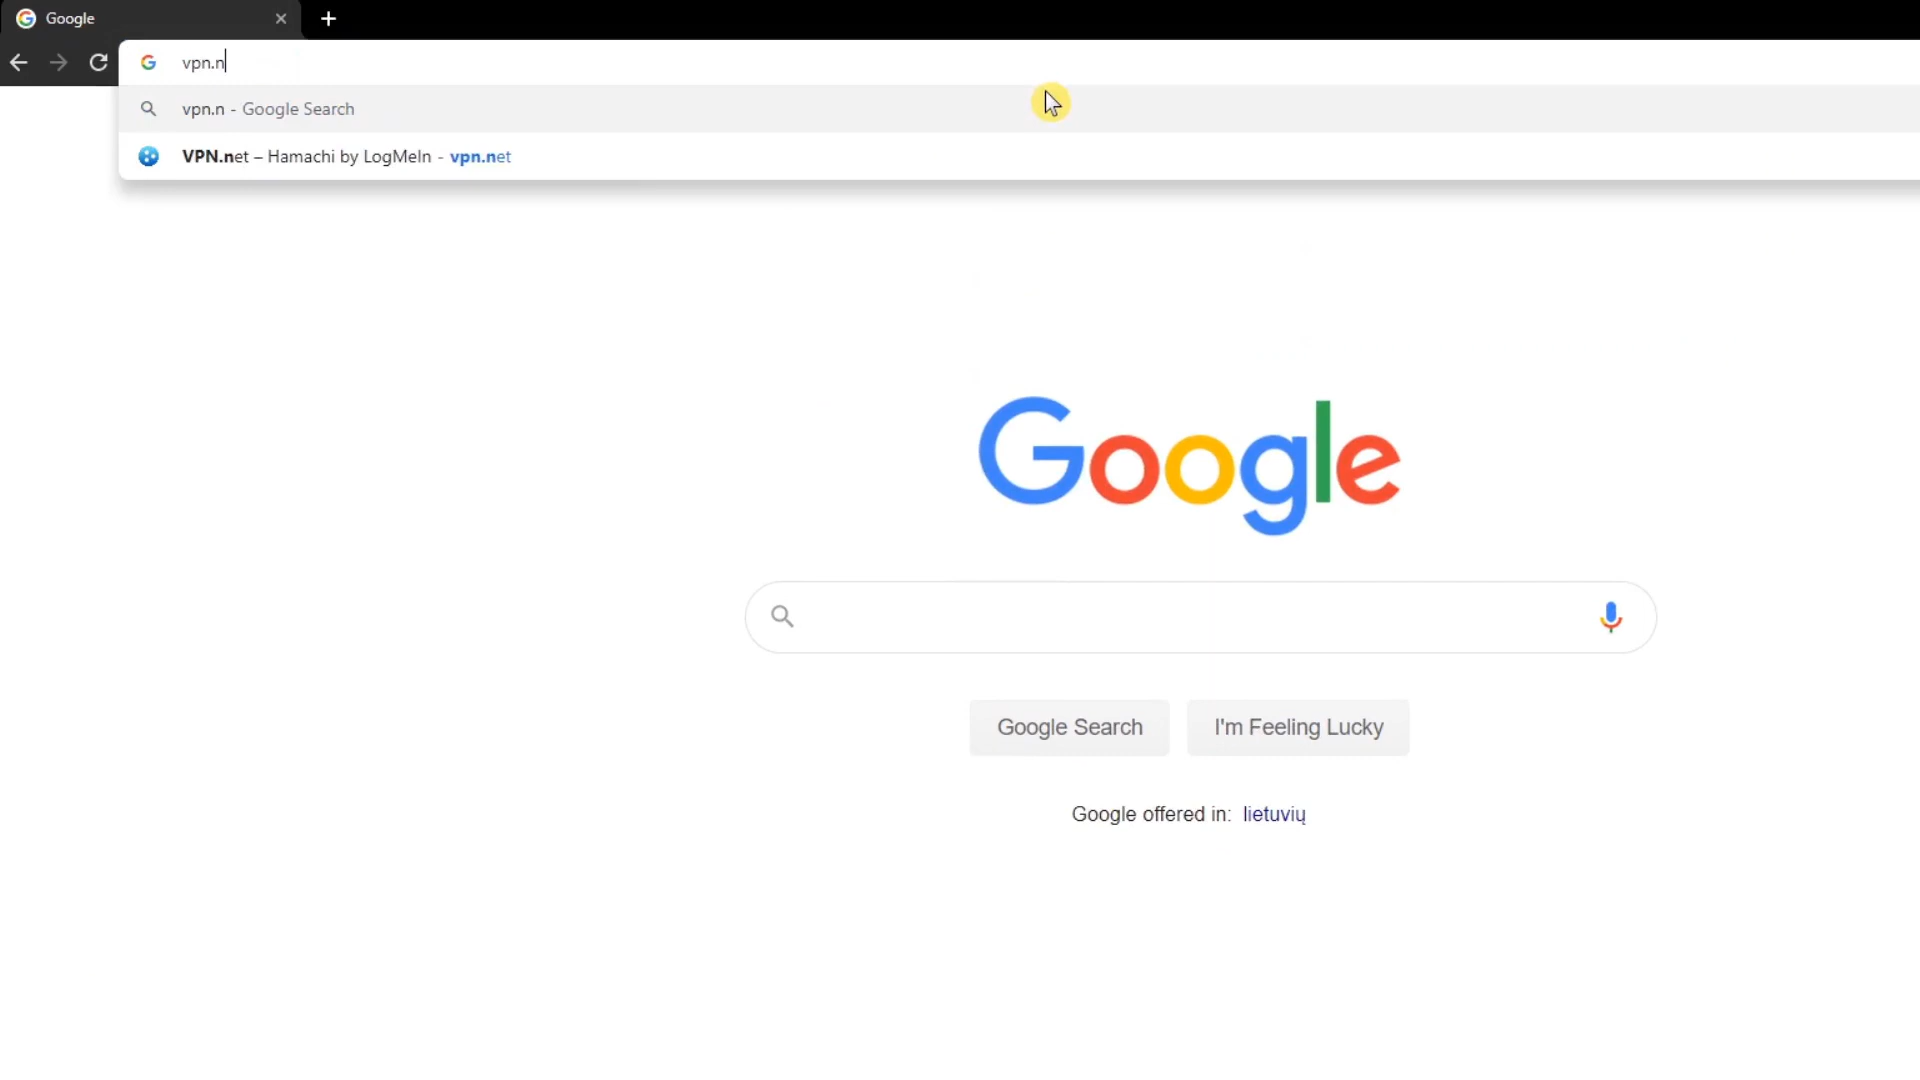 Google
vpn.n
vpn.n - Google Search
VPN.net – Hamachi by LogMeIn - vpn.net
Google
Google Search
I'm Feeling Lucky
Google offered in: lietuvių